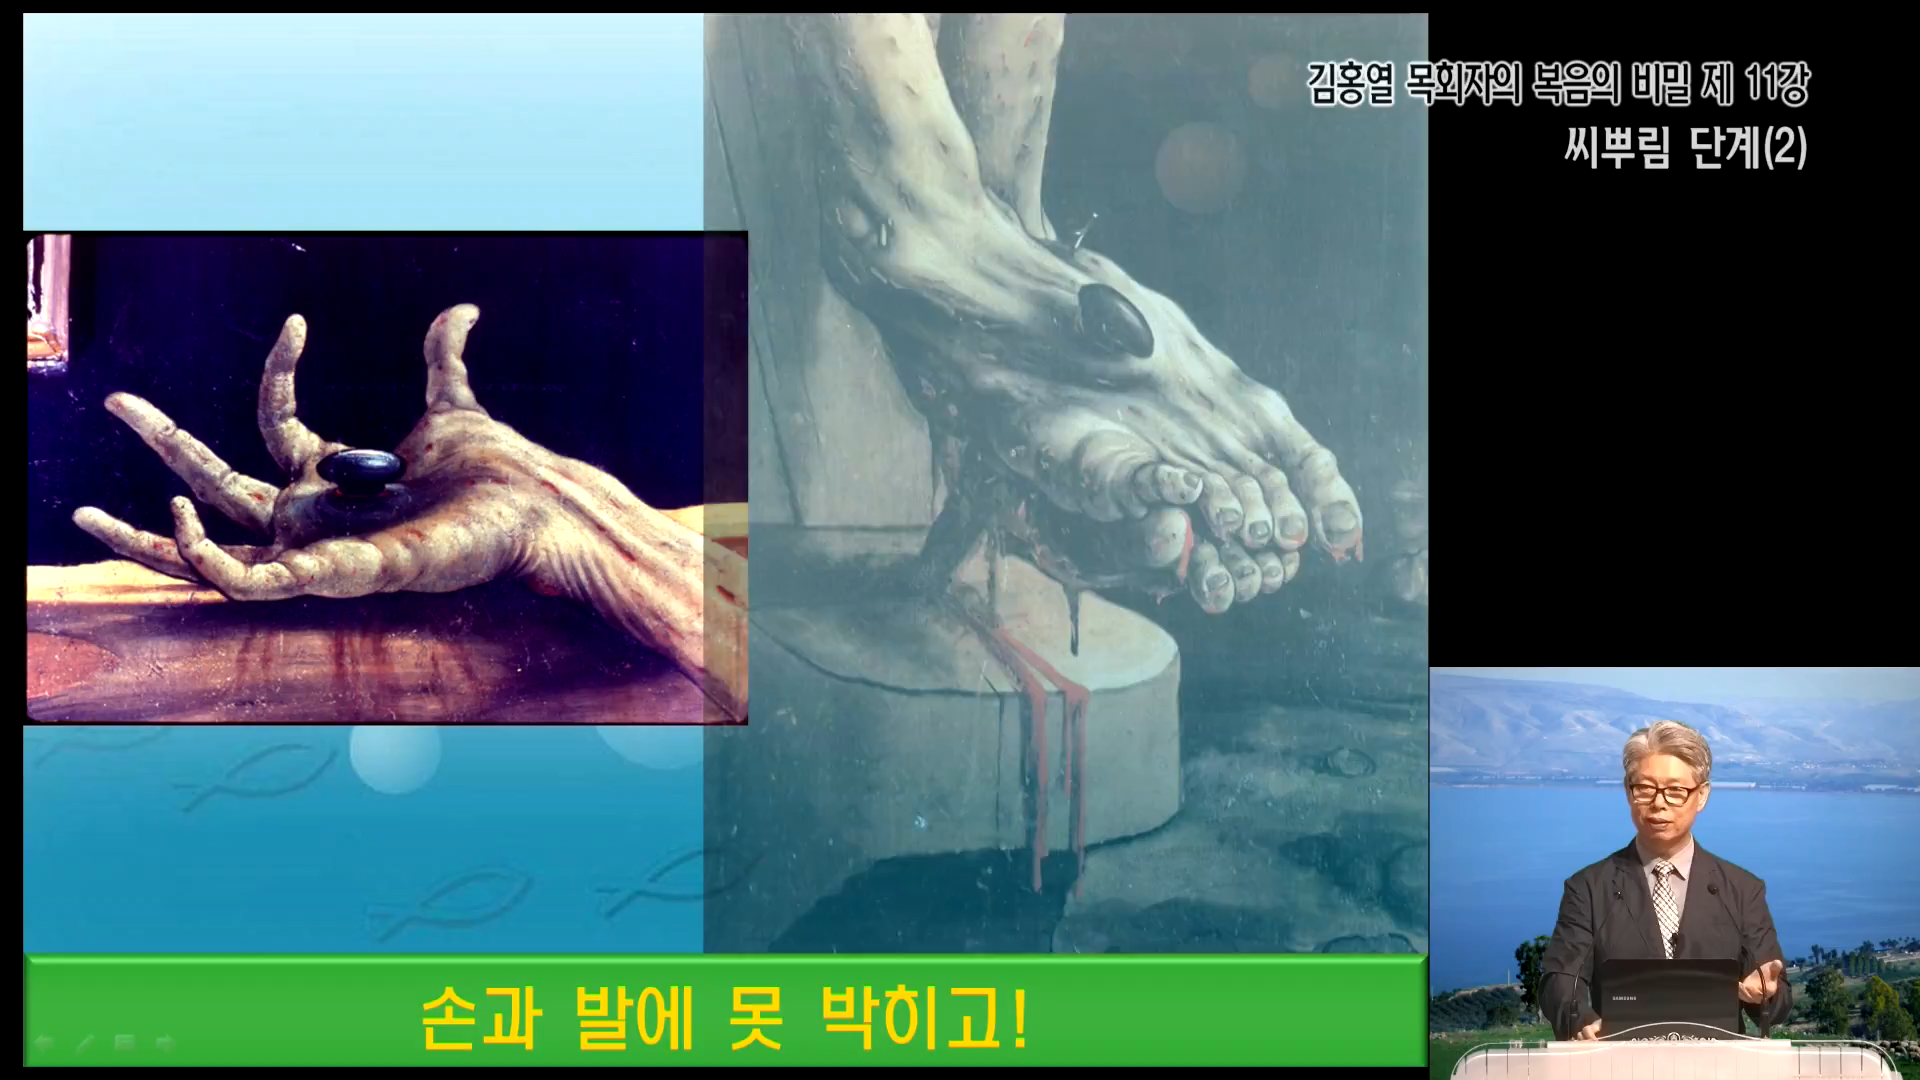 김홍열 목회자의 복음의 비밀 제 11강
씨뿌림 단계(2)
손과 발에 못 박히고!
SAMSUNG